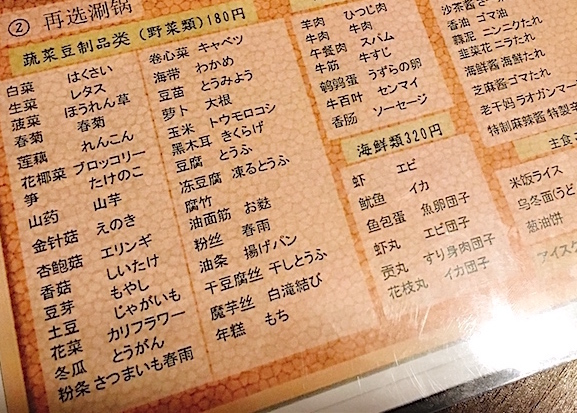 ② 再选涮锅
蔬菜豆制品类 (野菜類) 180円
白菜 はくさい
生菜 レタス
菠菜 ほうれん草
春菊 春菊
莲藕 れんこん
花椰菜 ブロッコリー
笋 たけのこ
山药 山芋
金针菇 えのき
杏鲍菇 エリンギ
香菇 しいたけ
豆芽 もやし
土豆 じゃがいも
花菜 カリフラワー
冬瓜 とうがん
粉条 さつまいも春雨
卷心菜 キャベツ
海带 わかめ
豆苗 とうみょう
萝卜 大根
玉米 トウモロコシ
黑木耳 きくらげ
豆腐 とうふ
冻豆腐 凍るとうふ
腐竹
油面筋 お麩
粉丝 春雨
油条 揚げパン
干豆腐丝 干しとうふ
魔芋丝 白滝結び
年糕 もち
羊肉 ひつじ肉
牛肉 牛肉
午餐肉 スパム
牛筋 牛すじ
鹌鹑蛋 うずらの卵
牛百叶 センマイ
香肠 ソーセージ
海鮮類320円
虾 エビ
鱿鱼 イカ
鱼包蛋 魚卵団子
虾丸 エビ団子
贡丸 すり身肉団子
花枝丸 イカ団子
沙茶酱
香油 ゴマ油
蒜泥 ニンニクたれ
韭菜花 ニラたれ
海鲜酱 海鮮たれ
芝麻酱 ゴマたれ
老干妈 ラオガンマー
特制麻辣酱 特製
主食
米饭 ライス
乌冬面(うど
葱油饼
アイスク